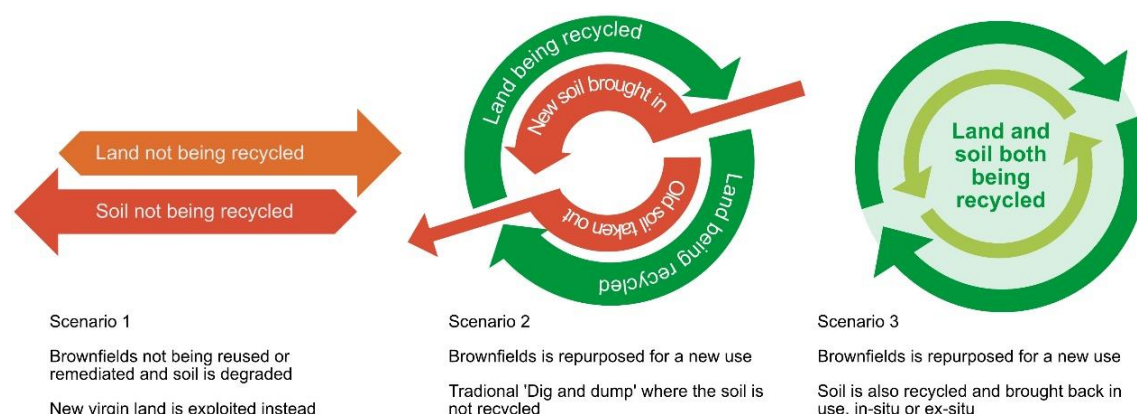 Land not being recycled
Soil not being recycled
Scenario 1
Brownfields not being reused or
remediated and soil is degraded
New virgin land is exploited instead
Land being recycled
New soil brought in
Old soil taken out
Land being recycled
Scenario 2
Brownfields is repurposed for a new use
Tradional 'Dig and dump' where the soil is
not recycled
Land and
soil both
being
recycled
Scenario 3
Brownfields is repurposed for a new use
Soil is also recycled and brought back in
use, in-situ or ex-situ